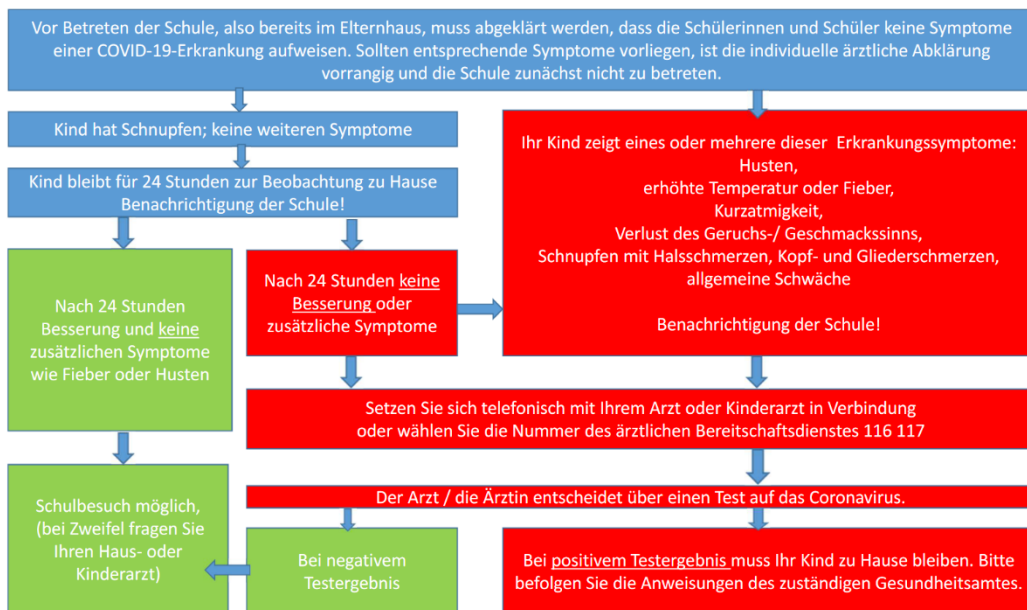 Vor Betreten der Schule, also bereits im Elternhaus, muss abgeklärt werden, dass die Schülerinnen und Schüler keine Symptome
einer COVID-19-Erkrankung aufweisen. Sollten entsprechende Symptome vorliegen, ist die individuelle ärztliche Abklärung
vorrangig und die Schule zunächst nicht zu betreten.
Kind hat Schnupfen; keine weiteren Symptome
Kind bleibt für 24 Stunden zur Beobachtung zu Hause
Benachrichtigung der Schule!
Ihr Kind zeigt eines oder mehrere dieser Erkrankungssymptome:
Husten,
erhöhte Temperatur oder Fieber,
Kurzatmigkeit,
Verlust des Geruchs-/ Geschmackssinns,
Schnupfen mit Halsschmerzen, Kopf- und Gliederschmerzen,
allgemeine Schwäche
Benachrichtigung der Schule!
Nach 24 Stunden
Besserung und keine
zusätzlichen Symptome
wie Fieber oder Husten
Nach 24 Stunden keine
Besserung oder
zusätzliche Symptome
Setzen Sie sich telefonisch mit Ihrem Arzt oder Kinderarzt in Verbindung
oder wählen Sie die Nummer des ärztlichen Bereitschaftsdienstes 116 117
Schulbesuch möglich,
(bei Zweifel fragen Sie
Ihren Haus- oder
Kinderarzt)
Der Arzt / die Ärztin entscheidet über einen Test auf das Coronavirus.
Bei negativem
Testergebnis
Bei positivem Testergebnis muss Ihr Kind zu Hause bleiben. Bitte
befolgen Sie die Anweisungen des zuständigen Gesundheitsamtes.